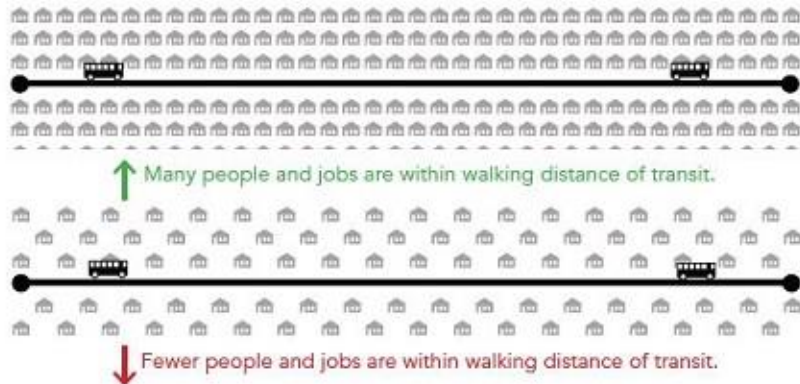 Many people and jobs are within walking distance of transit.
Fewer people and jobs are within walking distance of transit.